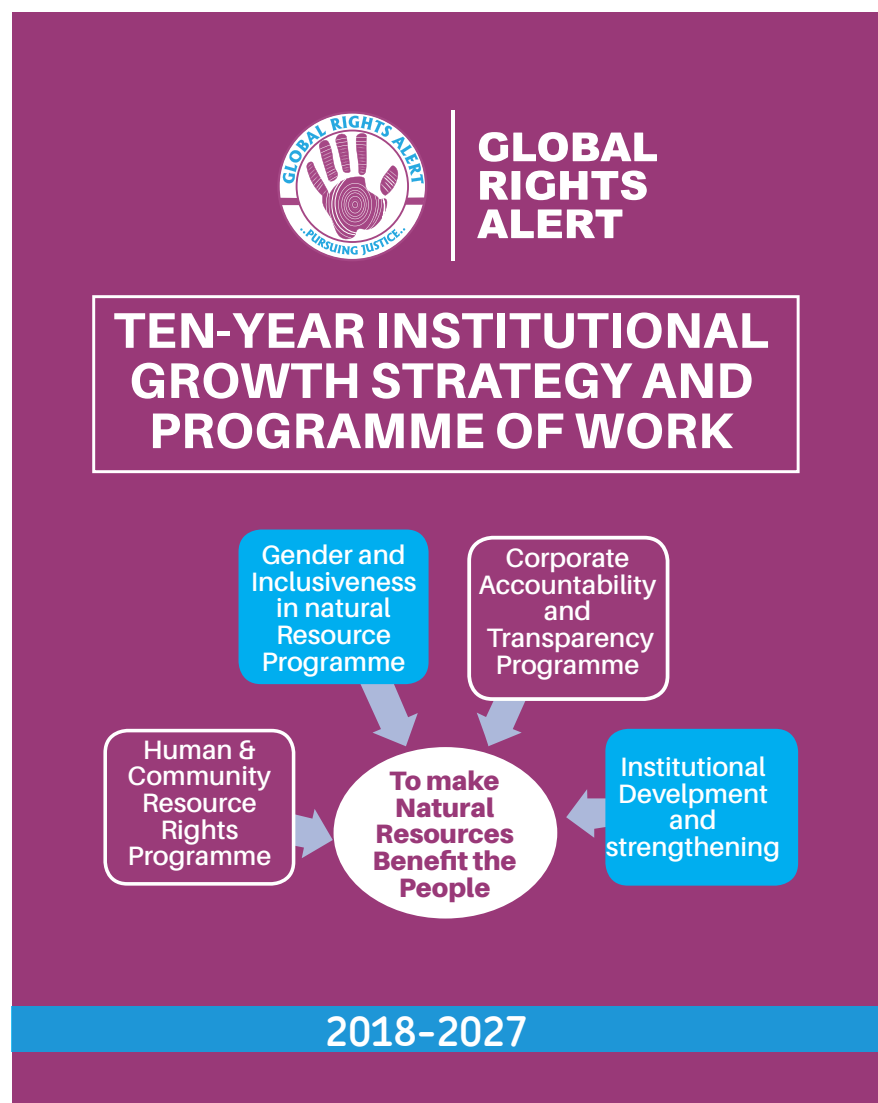 GLOBAL RIGHTS ALERT
..PURSUING JUSTICE..
GLOBAL
RIGHTS
ALERT
TEN-YEAR INSTITUTIONAL
GROWTH STRATEGY AND
PROGRAMME OF WORK
Gender and
Inclusiveness
in natural
Resource
Programme
Corporate
Accountability
and
Transparency
Programme
Human &
Community
Resource
Rights
Programme
To make
Natural
Resources
Benefit the
People
Institutional
Develpment
and
strengthening
2018-2027